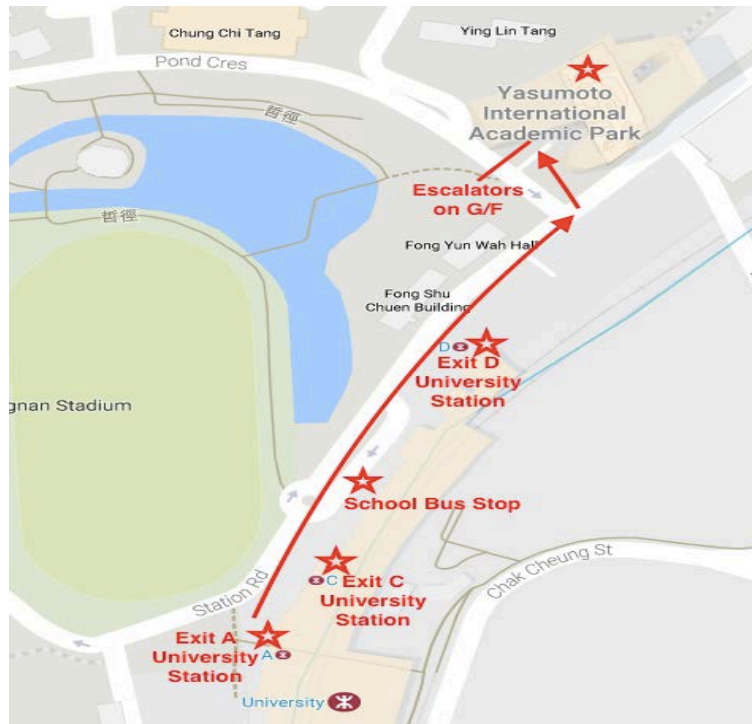 Chung Chi Tang
Ying Lin Tang
Pond Cres
哲徑
Yasumoto
International
Academic Park
Escalators
on G/F
哲徑
Fong Yun Wah Hall
Fong Shu
Chuen Building
D
Exit D
University
Station
gnan Stadium
School Bus Stop
C Exit C
University
Station
Chak Cheung St
Station Rd
Exit A
University
Station
A
University